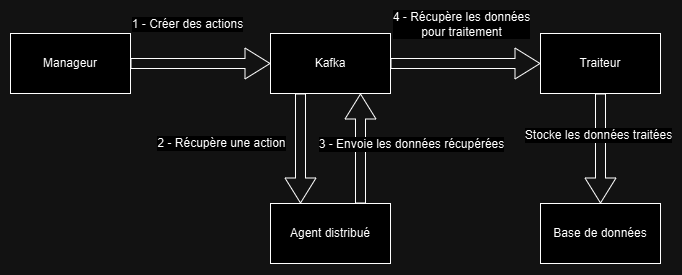 1 - Créer des actions
4 - Récupère les données
pour traitement
Manageur
Kafka
Traiteur
2 - Récupère une action
3 - Envoie les données récupérées
Stocke les données traitées
Agent distribué
Base de données